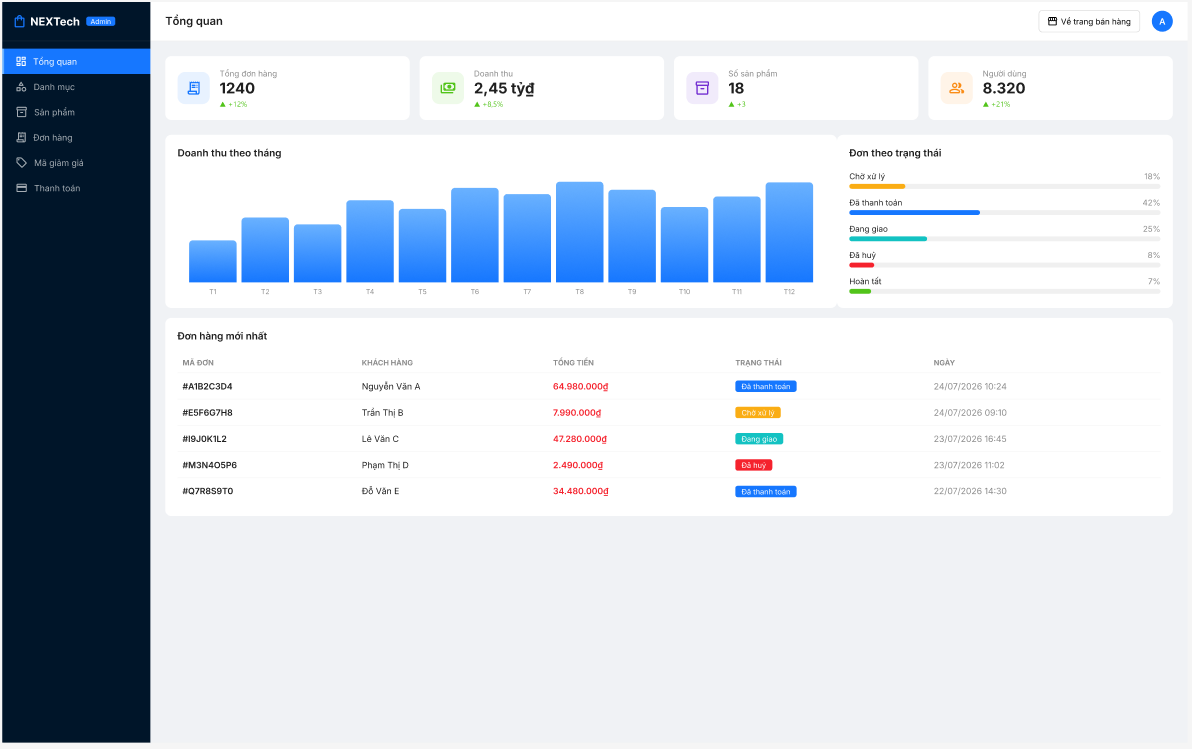 NEXTech Admin
Tổng quan
Danh mục
Sản phẩm
Đơn hàng
Mã giảm giá
Thanh toán
Tổng quan
Về trang bán hàng
A
Tổng đơn hàng
1240
▲ +12%
Doanh thu
2,45 tỷ₫
▲ +8,5%
Số sản phẩm
18
▲ +3
Người dùng
8.320
▲ +21%
Doanh thu theo tháng
T1 T2 T3 T4 T5 T6 T7 T8 T9 T10 T11 T12
Đơn theo trạng thái
Chờ xử lý 18%
Đã thanh toán 42%
Đang giao 25%
Đã huỷ 8%
Hoàn tất 7%
Đơn hàng mới nhất
MÃ ĐƠN KHÁCH HÀNG TỔNG TIỀN TRẠNG THÁI NGÀY
#A1B2C3D4 Nguyễn Văn A 64.980.000₫ Đã thanh toán 24/07/2026 10:24
#E5F6G7H8 Trần Thị B 7.990.000₫ Chờ xử lý 24/07/2026 09:10
#I9J0K1L2 Lê Văn C 47.280.000₫ Đang giao 23/07/2026 16:45
#M3N4O5P6 Phạm Thị D 2.490.000₫ Đã huỷ 23/07/2026 11:02
#Q7R8S9T0 Đỗ Văn E 34.480.000₫ Đã thanh toán 22/07/2026 14:30